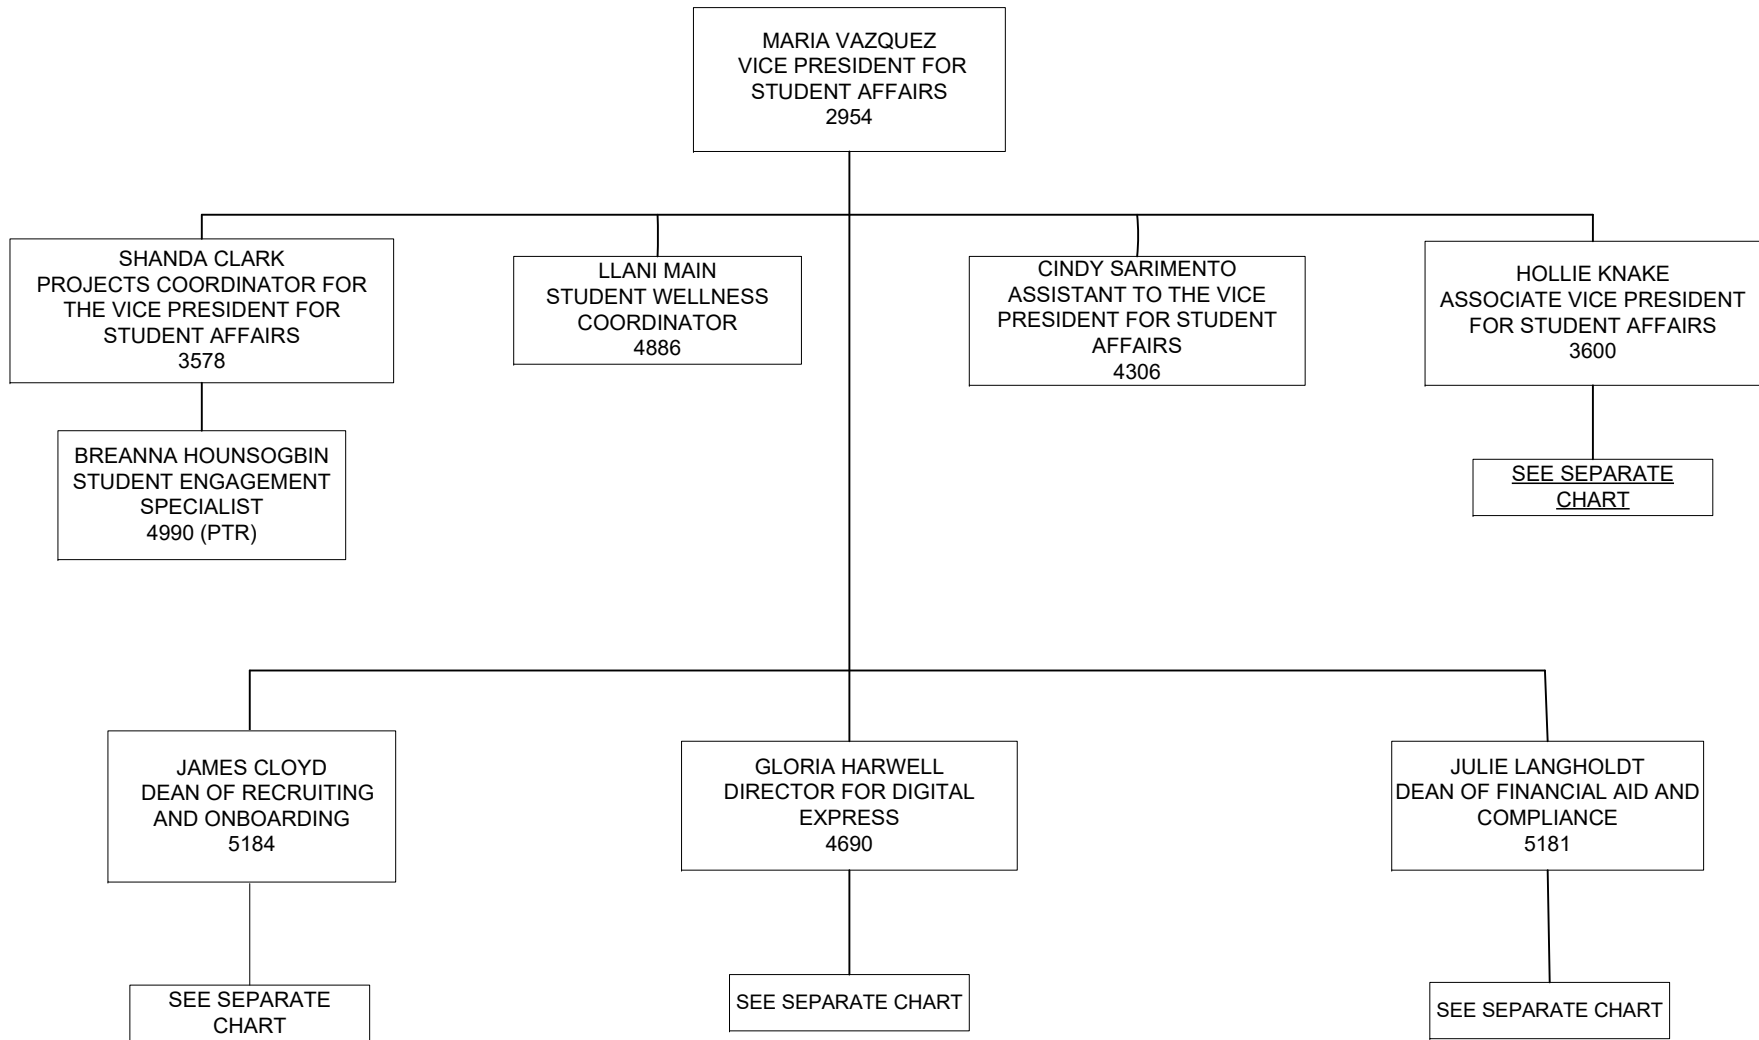 MARIA VAZQUEZ
VICE PRESIDENT FOR
STUDENT AFFAIRS
2954
SHANDA CLARK
PROJECTS COORDINATOR FOR
THE VICE PRESIDENT FOR
STUDENT AFFAIRS
3578
LLANI MAIN
STUDENT WELLNESS
COORDINATOR
4886
CINDY SARIMENTO
ASSISTANT TO THE VICE
PRESIDENT FOR STUDENT
AFFAIRS
4306
HOLLIE KNAKE
ASSOCIATE VICE PRESIDENT
FOR STUDENT AFFAIRS
3600
BREANNA HOUNSOGBIN
STUDENT ENGAGEMENT
SPECIALIST
4990 (PTR)
SEE SEPARATE
CHART
JAMES CLOYD
DEAN OF RECRUITING
AND ONBOARDING
5184
GLORIA HARWELL
DIRECTOR FOR DIGITAL
EXPRESS
4690
JULIE LANGHOLDT
DEAN OF FINANCIAL AID AND
COMPLIANCE
5181
SEE SEPARATE
CHART
SEE SEPARATE CHART
SEE SEPARATE CHART